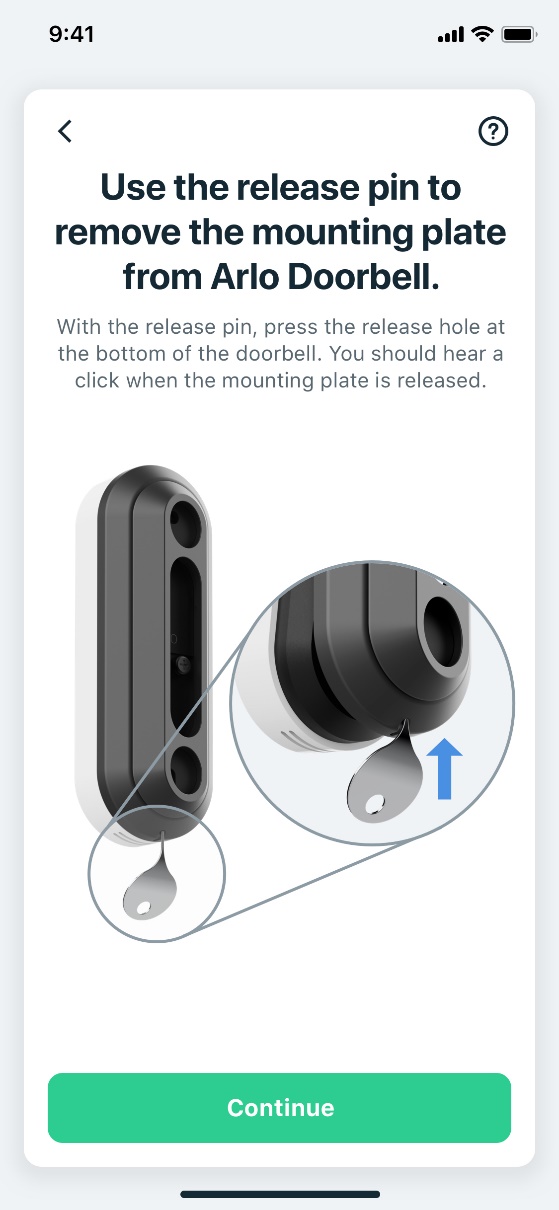 9:41
Use the release pin to
remove the mounting plate
from Arlo Doorbell.
With the release pin, press the release hole at
the bottom of the doorbell. You should hear a
click when the mounting plate is released.
Continue